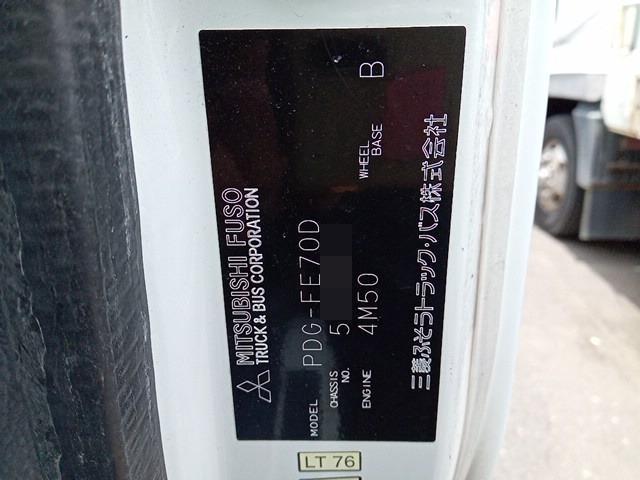 MITSUBISHI FUSO
TRUCK & BUS CORPORATION
MODEL PDG-FE70D
CHASSIS NO. 5
ENGINE 4M50
WHEEL BASE B
三菱ふそうトラック・バス株式会社
LT 76